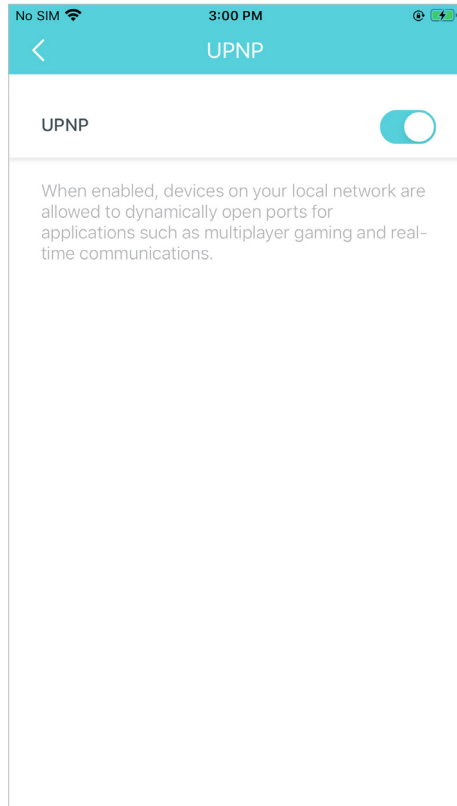 No SIM 3:00 PM
UPNP
UPNP
When enabled, devices on your local network are
allowed to dynamically open ports for
applications such as multiplayer gaming and real-
time communications.